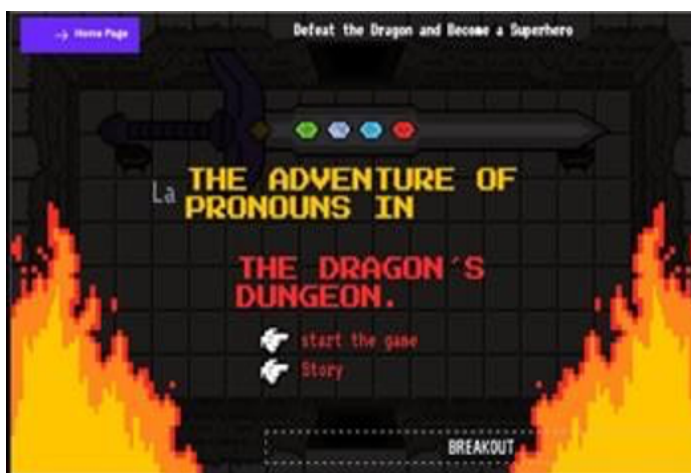 → Home Page
Defeat the Dragon and Become a Superhero
La
THE ADVENTURE OF
PRONOUNS IN
THE DRAGON´S
DUNGEON.
start the game
Story
BREAKOUT